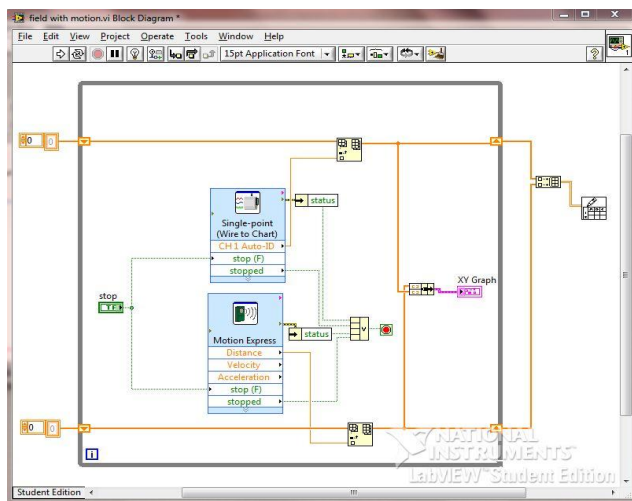 field with motion.vi Block Diagram *
File Edit View Project Operate Tools Window Help
15pt Application Font
0 0
status
Single-point
(Wire to Chart)
CH 1 Auto-ID
stop (F)
stopped
XY Graph
stop
TF
status
Motion Express
Distance
Velocity
Acceleration
stop (F)
stopped
0 0
i
NATIONAL
INSTRUMENTS
LabVIEW™ Student Edition
Student Edition